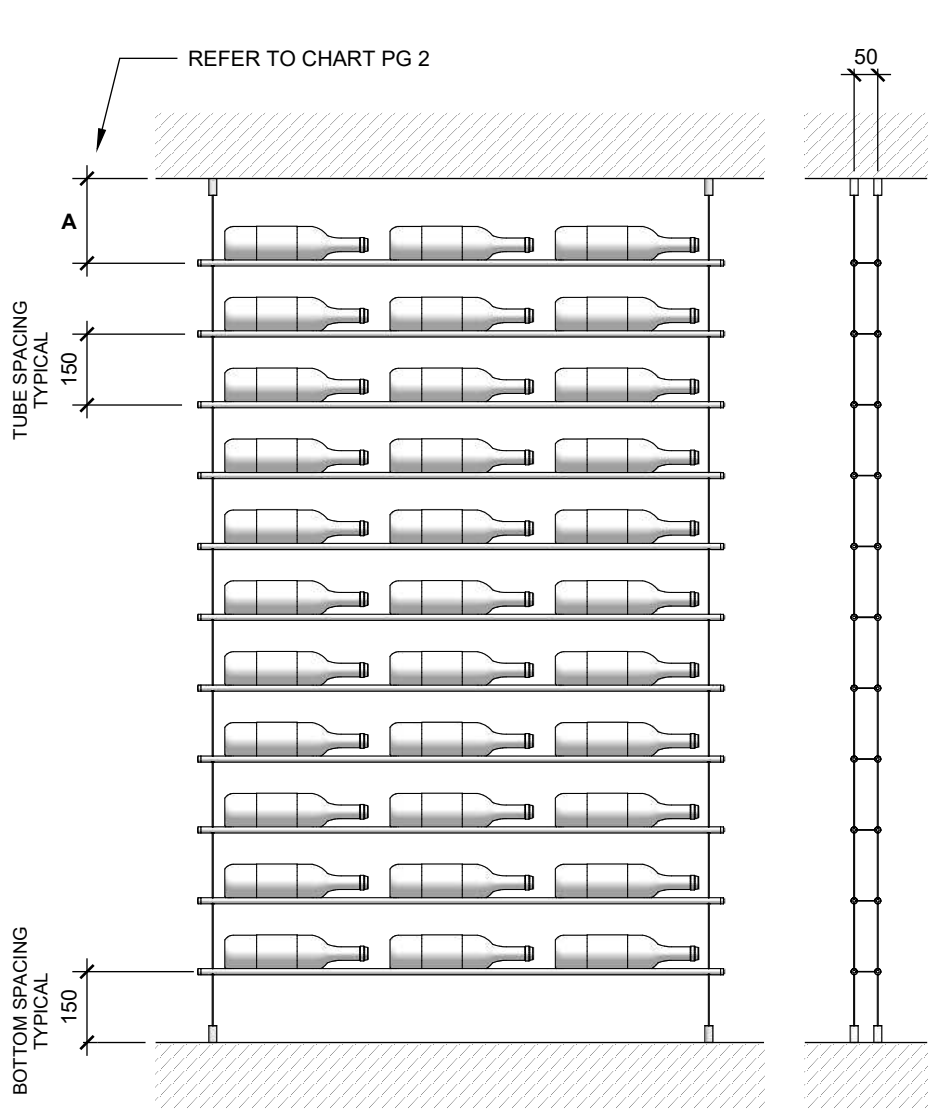 REFER TO CHART PG 2
50
A
TUBE SPACING
TYPICAL
150
BOTTOM SPACING
TYPICAL
150